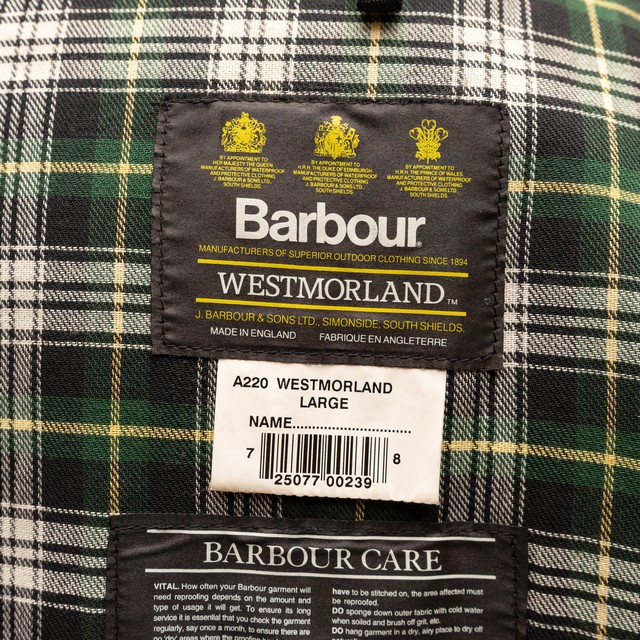 BY APPOINTMENT TO
HER MAJESTY THE QUEEN
MANUFACTURERS OF WATERPROOF
AND PROTECTIVE CLOTHING
J. BARBOUR & SONS LTD.
SOUTH SHIELDS.
BY APPOINTMENT TO
H.R.H. THE DUKE OF EDINBURGH
MANUFACTURERS OF WATERPROOF
AND PROTECTIVE CLOTHING
J. BARBOUR & SONS LTD.
SOUTH SHIELDS
BY APPOINTMENT TO
H.R.H. THE PRINCE OF WALES
MANUFACTURERS OF WATERPROOF
AND PROTECTIVE CLOTHING
J. BARBOUR & SONS LTD.
SOUTH SHIELDS.
Barbour®
MANUFACTURERS OF SUPERIOR OUTDOOR CLOTHING SINCE 1894
WESTMORLAND™
J. BARBOUR & SONS LTD., SIMONSIDE, SOUTH SHIELDS.
MADE IN ENGLAND FABRIQUE EN ANGLETERRE
A220 WESTMORLAND
LARGE
NAME..............................
7 25077 00239 8
BARBOUR CARE
VITAL. How often your Barbour garment will
need reproofing depends on the amount and
type of usage it will get. To ensure its long
service it is essential that you check the garment
regularly, say once a month, to ensure there are
no 'dry' areas where the
have to be stitched on, the area affected must
be reproofed.
DO sponge down outer fabric with cold water
when soiled and brush off grit, etc.
DO hang garment in a dry, airy place to dry off